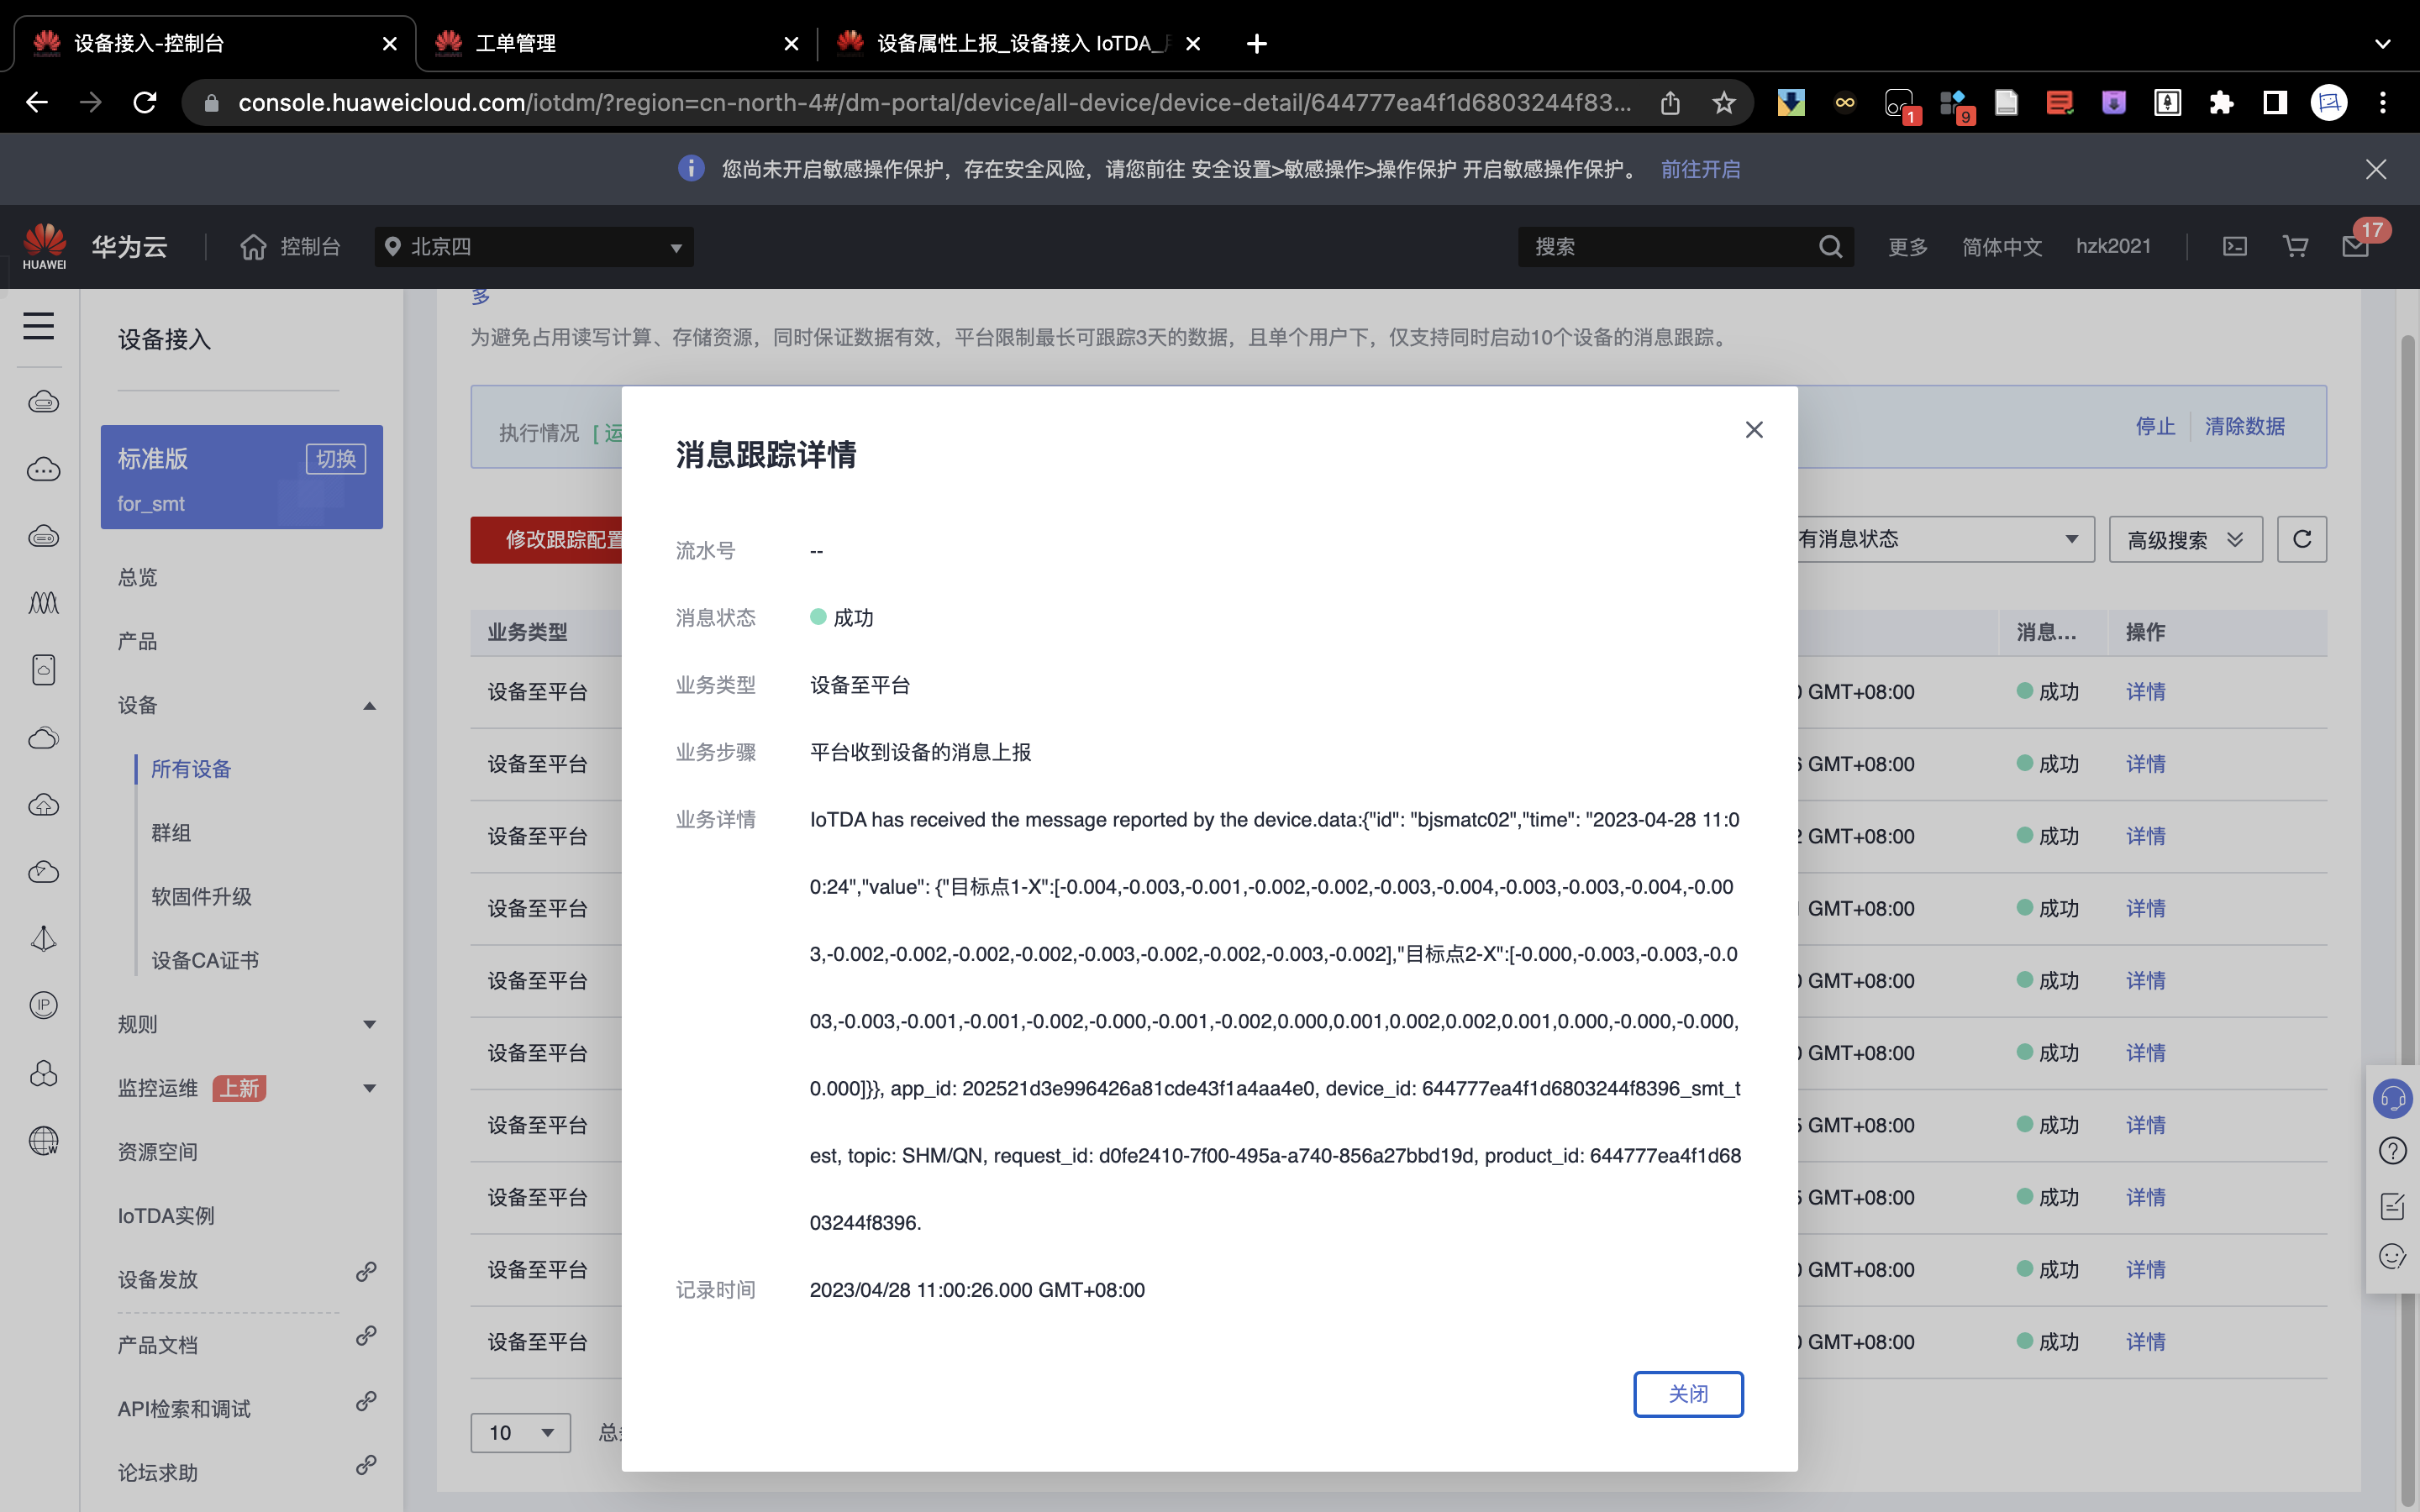 设备接入-控制台
工单管理
设备属性上报_设备接入 IoTDA_
console.huaweicloud.com/iotdm/?region=cn-north-4#/dm-portal/device/all-device/device-detail/644777ea4f1d6803244f83...
1
9
您尚未开启敏感操作保护，存在安全风险，请您前往 安全设置>敏感操作>操作保护 开启敏感操作保护。 前往开启
HUAWEI
华为云
控制台
北京四
搜索
更多
简体中文
hzk2021
17
多
为避免占用读写计算、存储资源，同时保证数据有效，平台限制最长可跟踪3天的数据，且单个用户下，仅支持同时启动10个设备的消息跟踪。
设备接入
标准版
切换
for_smt
总览
产品
设备
所有设备
群组
软固件升级
设备CA证书
规则
监控运维 上新
资源空间
IoTDA实例
设备发放
产品文档
API检索和调试
论坛求助
IP
W
执行情况 [ 运
停止
清除数据
修改跟踪配置
有消息状态
高级搜索
业务类型
消息...
操作
设备至平台
0 GMT+08:00 成功 详情
设备至平台
6 GMT+08:00 成功 详情
设备至平台
2 GMT+08:00 成功 详情
设备至平台
GMT+08:00 成功 详情
设备至平台
0 GMT+08:00 成功 详情
设备至平台
0 GMT+08:00 成功 详情
设备至平台
GMT+08:00 成功 详情
设备至平台
GMT+08:00 成功 详情
设备至平台
0 GMT+08:00 成功 详情
设备至平台
0 GMT+08:00 成功 详情
10
总
消息跟踪详情
流水号 --
消息状态 成功
业务类型 设备至平台
业务步骤 平台收到设备的消息上报
业务详情 IoTDA has received the message reported by the device.data:{"id": "bjsmatc02","time": "2023-04-28 11:0
0:24","value": {"目标点1-X":[-0.004,-0.003,-0.001,-0.002,-0.002,-0.003,-0.004,-0.003,-0.003,-0.004,-0.00
3,-0.002,-0.002,-0.002,-0.002,-0.003,-0.002,-0.002,-0.003,-0.002],"目标点2-X":[-0.000,-0.003,-0.003,-0.0
03,-0.003,-0.001,-0.001,-0.002,-0.000,-0.001,-0.002,0.000,0.001,0.002,0.002,0.001,0.000,-0.000,-0.000,
0.000]}}, app_id: 202521d3e996426a81cde43f1a4aa4e0, device_id: 644777ea4f1d6803244f8396_smt_t
est, topic: SHM/QN, request_id: d0fe2410-7f00-495a-a740-856a27bbd19d, product_id: 644777ea4f1d68
03244f8396.
记录时间 2023/04/28 11:00:26.000 GMT+08:00
关闭